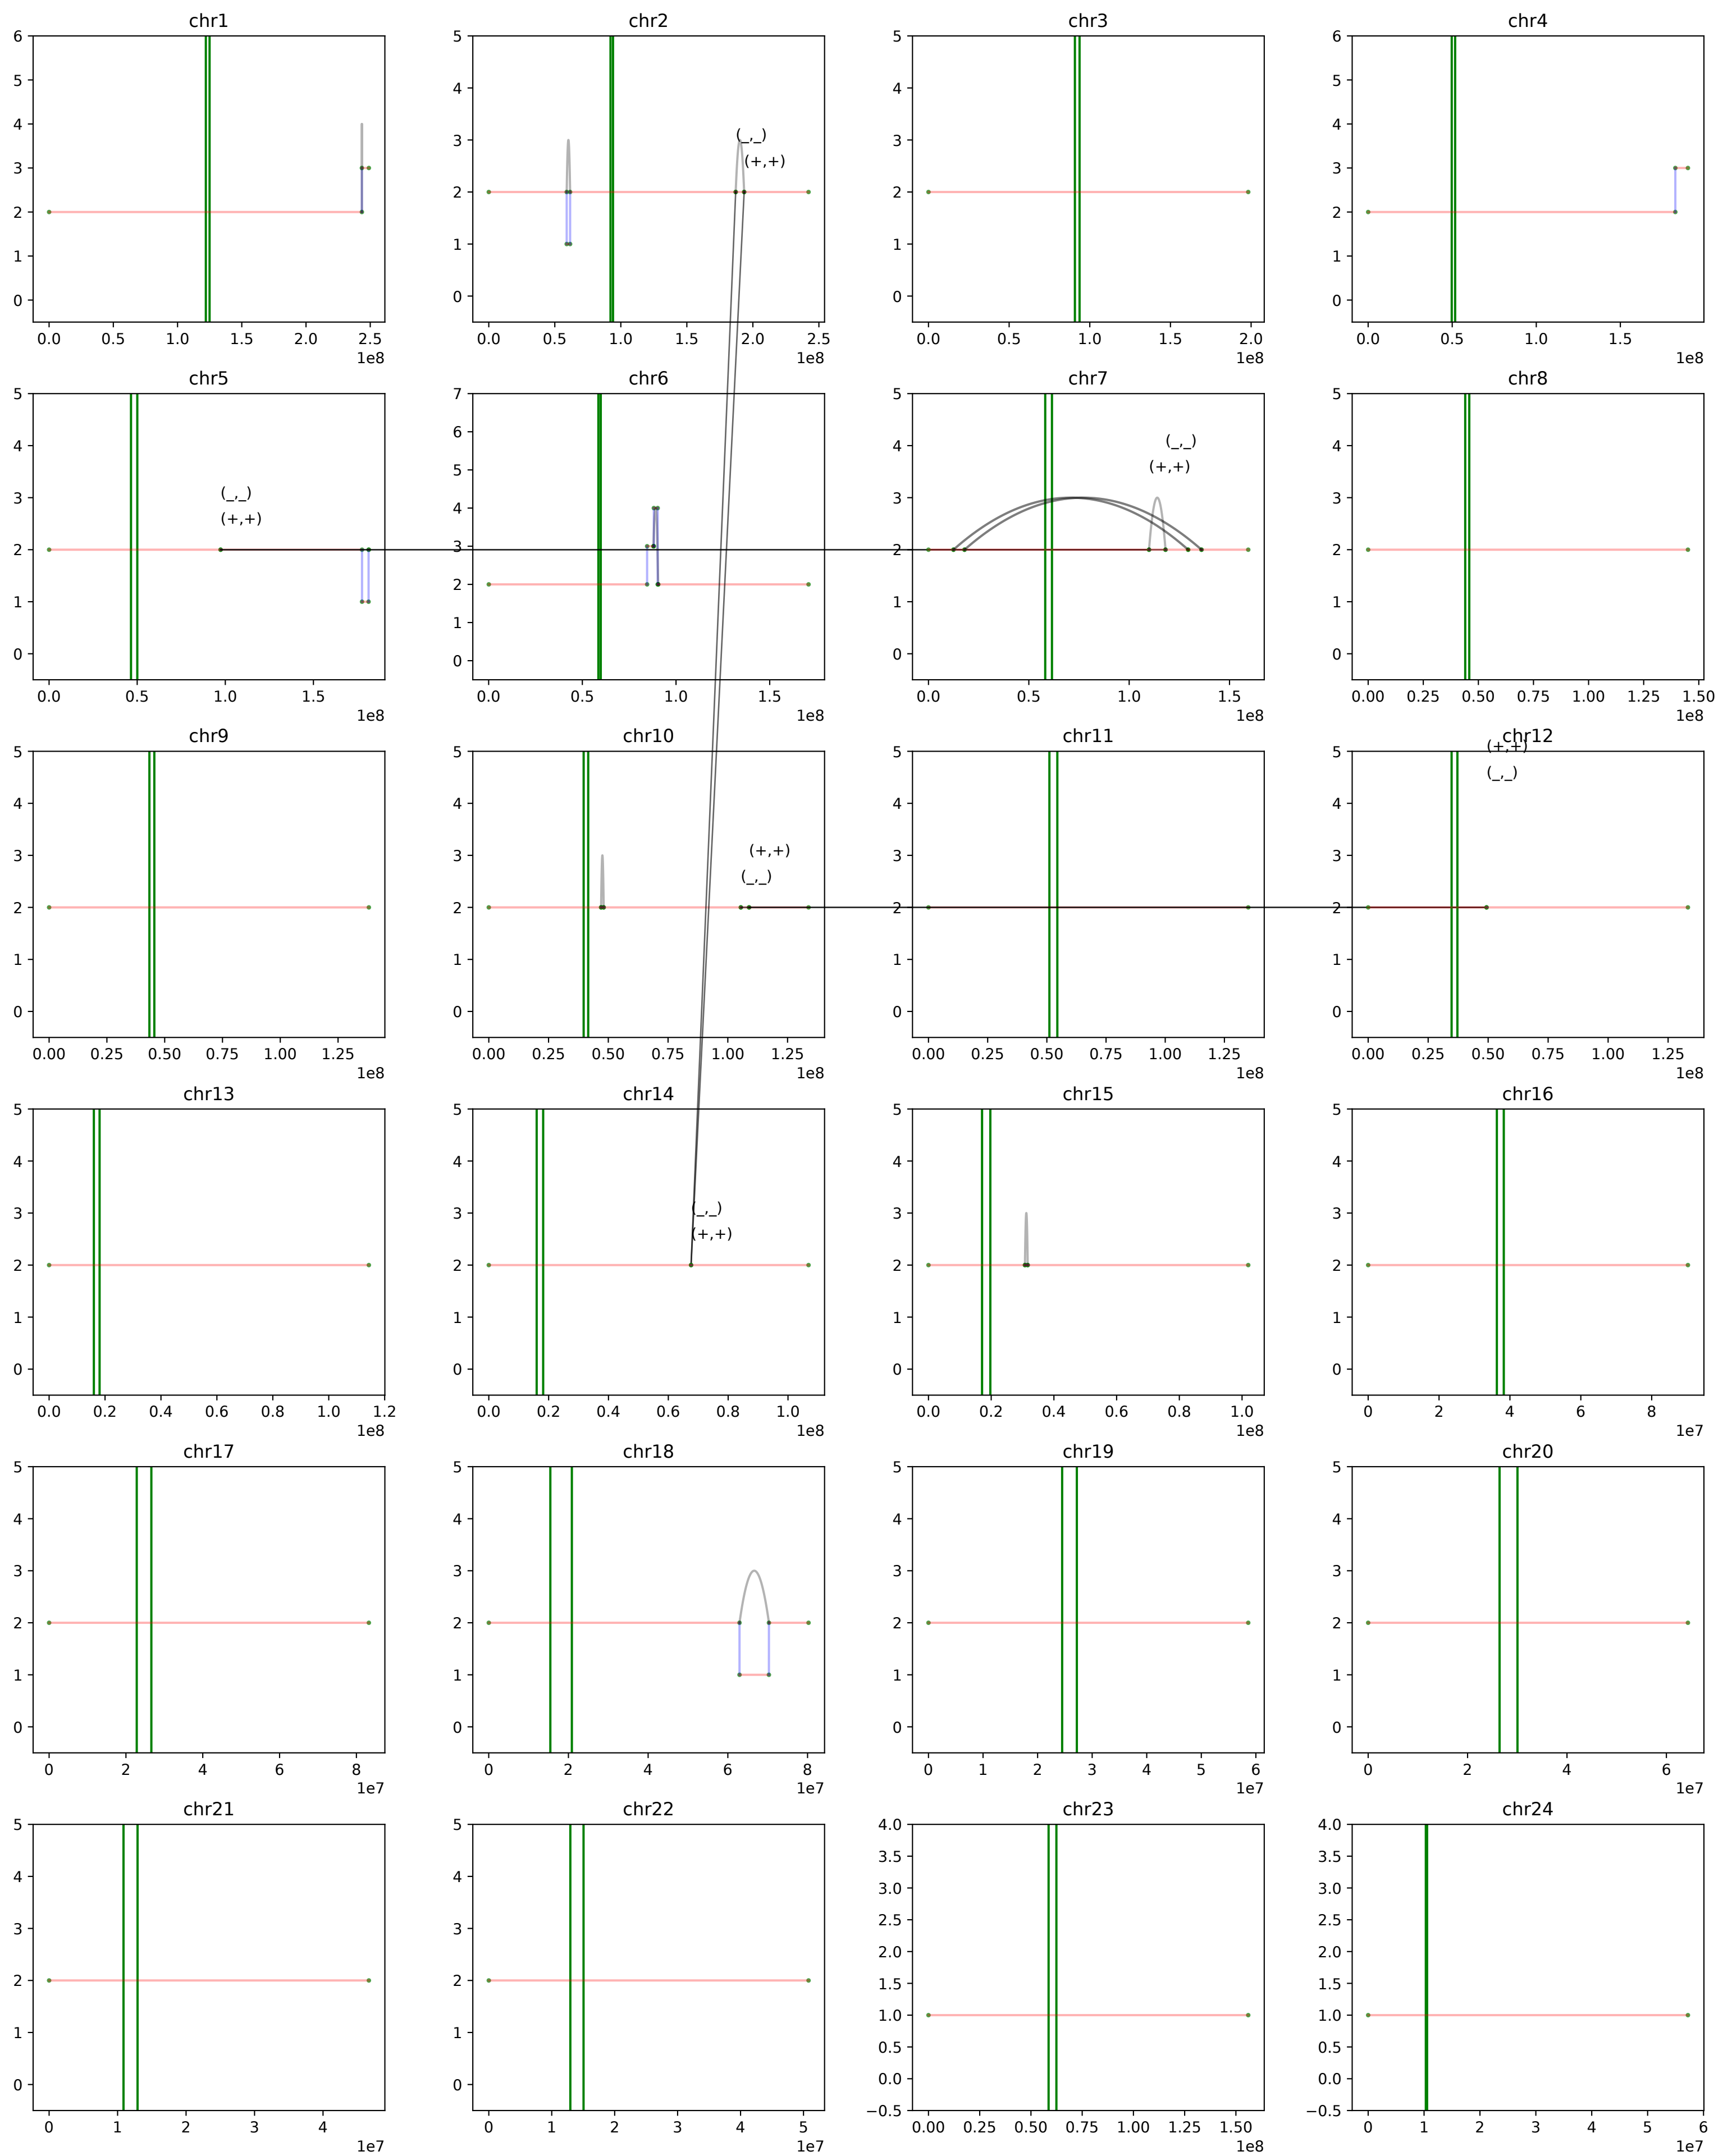 chr1 chr2 chr3 chr4
6 5 4 3 2 1 0
0.0 0.5 1.0 1.5 2.0 2.5
1e8
5 4 3 2 1 0
(_,_)
(+,+)
0.0 0.5 1.0 1.5 2.0 2.5
1e8
5 4 3 2 1 0
0.0 0.5 1.0 1.5 2.0
1e8
6 5 4 3 2 1 0
0.0 0.5 1.0 1.5
1e8
chr5 chr6 chr7 chr8
5 4 3 2 1 0
(_,_)
(+,+)
0.0 0.5 1.0 1.5
1e8
7 6 5 4 3 2 1 0
0.0 0.5 1.0 1.5
1e8
5 4 3 2 1 0
(_,_)
(+,+)
0.0 0.5 1.0 1.5
1e8
5 4 3 2 1 0
0.00 0.25 0.50 0.75 1.00 1.25 1.50
1e8
chr9 chr10 chr11 chr12
5 4 3 2 1 0
0.00 0.25 0.50 0.75 1.00 1.25
1e8
5 4 3 2 1 0
(+,+)
(_,_)
0.00 0.25 0.50 0.75 1.00 1.25
1e8
5 4 3 2 1 0
0.00 0.25 0.50 0.75 1.00 1.25
1e8
5 4 3 2 1 0
(+,+)
(_,_)
0.00 0.25 0.50 0.75 1.00 1.25
1e8
chr13 chr14 chr15 chr16
5 4 3 2 1 0
0.0 0.2 0.4 0.6 0.8 1.0 1.2
1e8
5 4 3 2 1 0
(_,_)
(+,+)
0.0 0.2 0.4 0.6 0.8 1.0
1e8
5 4 3 2 1 0
0.0 0.2 0.4 0.6 0.8 1.0
1e8
5 4 3 2 1 0
0 2 4 6 8
1e7
chr17 chr18 chr19 chr20
5 4 3 2 1 0
0 2 4 6 8
1e7
5 4 3 2 1 0
0 2 4 6 8
1e7
5 4 3 2 1 0
0 1 2 3 4 5 6
1e7
5 4 3 2 1 0
0 2 4 6
1e7
chr21 chr22 chr23 chr24
5 4 3 2 1 0
0 1 2 3 4
1e7
5 4 3 2 1 0
0 1 2 3 4 5
1e7
4.0 3.5 3.0 2.5 2.0 1.5 1.0 0.5 0.0 −0.5
0.00 0.25 0.50 0.75 1.00 1.25 1.50
1e8
4.0 3.5 3.0 2.5 2.0 1.5 1.0 0.5 0.0 −0.5
0 1 2 3 4 5 6
1e7